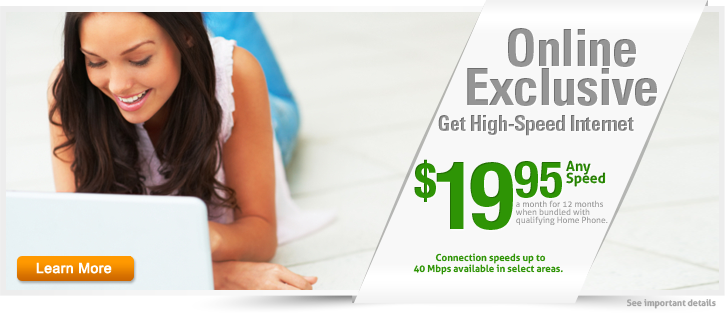 Online
Exclusive
Get High-Speed Internet
$19.95 Any
Speed
a month for 12 months
when bundled with
qualifying Home Phone.
Connection speeds up to
40 Mbps available in select areas.
Learn More
See important details